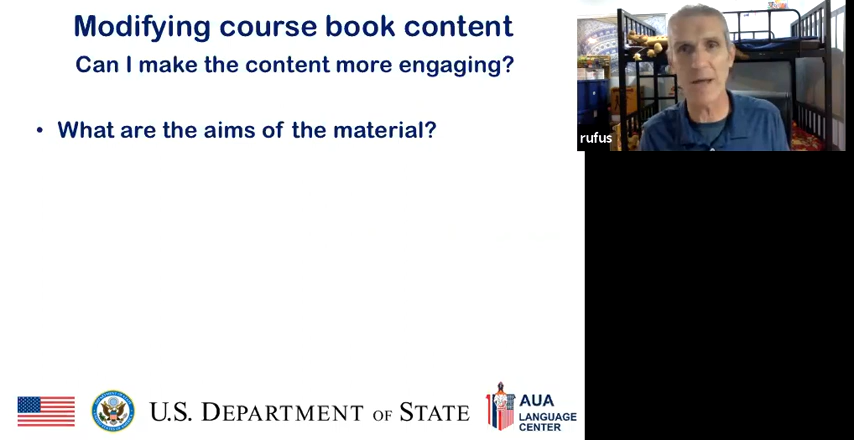 Modifying course book content
Can I make the content more engaging?
• What are the aims of the material?
rufus
U.S. DEPARTMENT OF STATE
AUA
LANGUAGE
CENTER